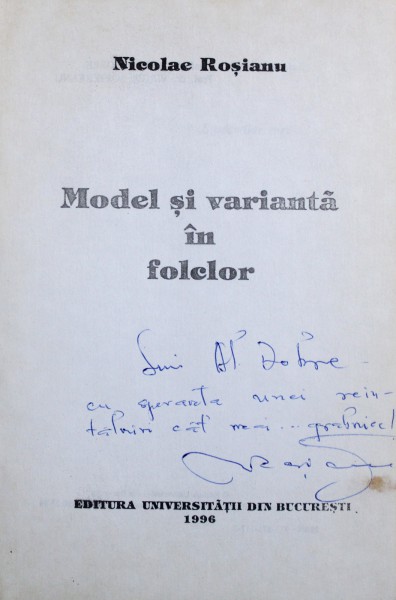 Nicolae Roșianu
Model și variantă
în
folclor
Lui Al. Dobre –
cu speranța unei rein-
tâlniri cât mai... grabnice!
N. Roșianu
EDITURA UNIVERSITĂȚII DIN BUCUREȘTI
1996